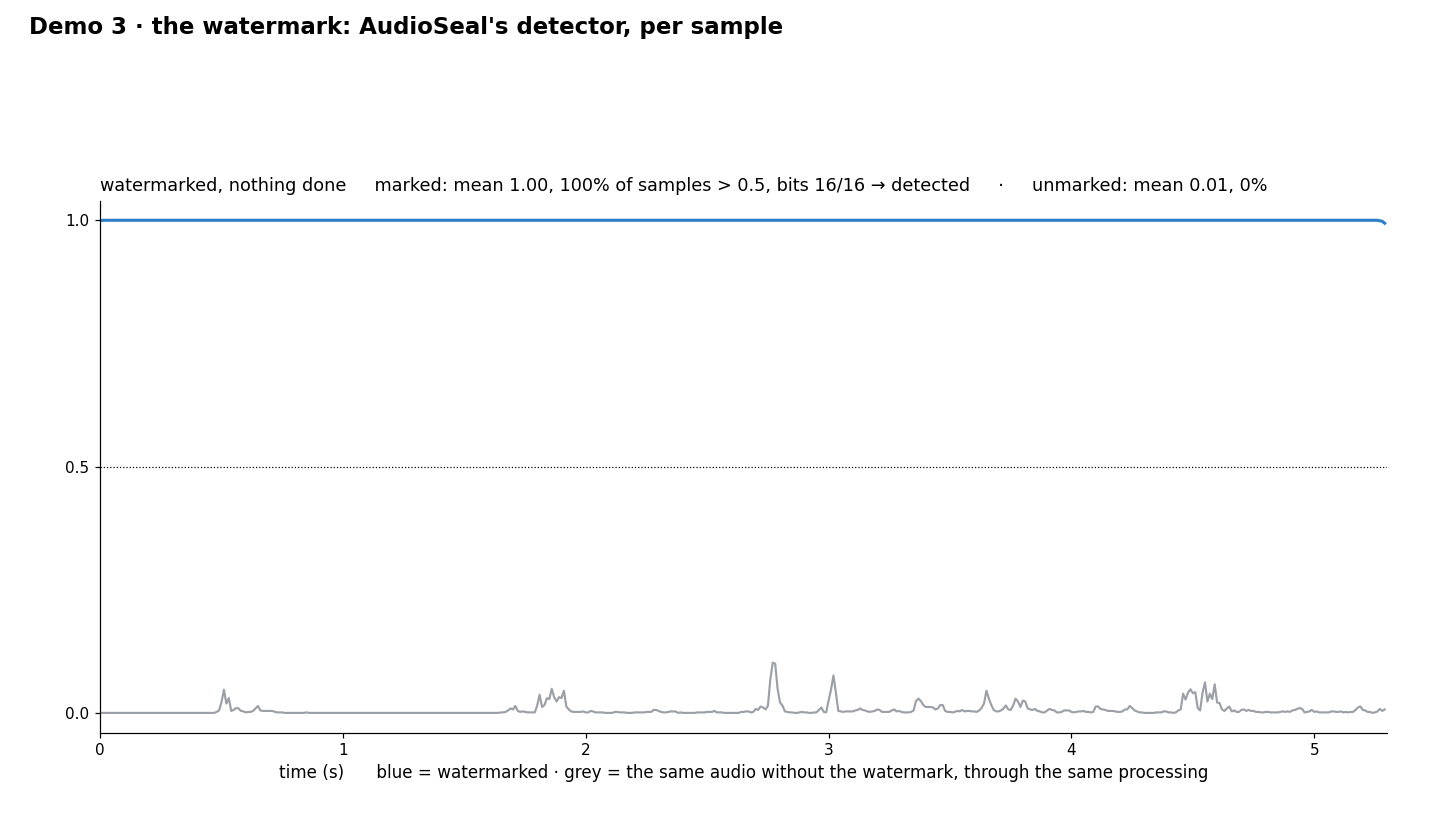 Demo 3 · the watermark: AudioSeal's detector, per sample
watermarked, nothing done marked: mean 1.00, 100% of samples > 0.5, bits 16/16 → detected · unmarked: mean 0.01, 0%
1.0
0.5
0.0
0 1 2 3 4 5
time (s) blue = watermarked · grey = the same audio without the watermark, through the same processing